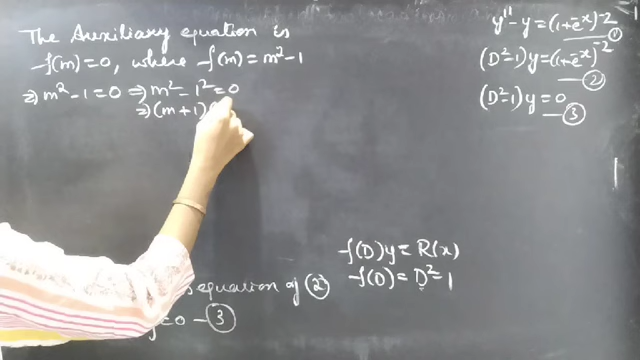 The Auxiliary equation is
f(m) = 0, where f(m) = m² - 1
⇒ m² - 1 = 0 ⇒ m² - 1² = 0
⇒ (m + 1)(
y'' - y = (1 + e⁻ˣ)⁻² ①
(D² - 1) y = (1 + e⁻ˣ)⁻² — ②
(D² - 1) y = 0 — ③
f(D) y = R(x)
f(D) = D² - 1
equation of ②
= 0 — ③